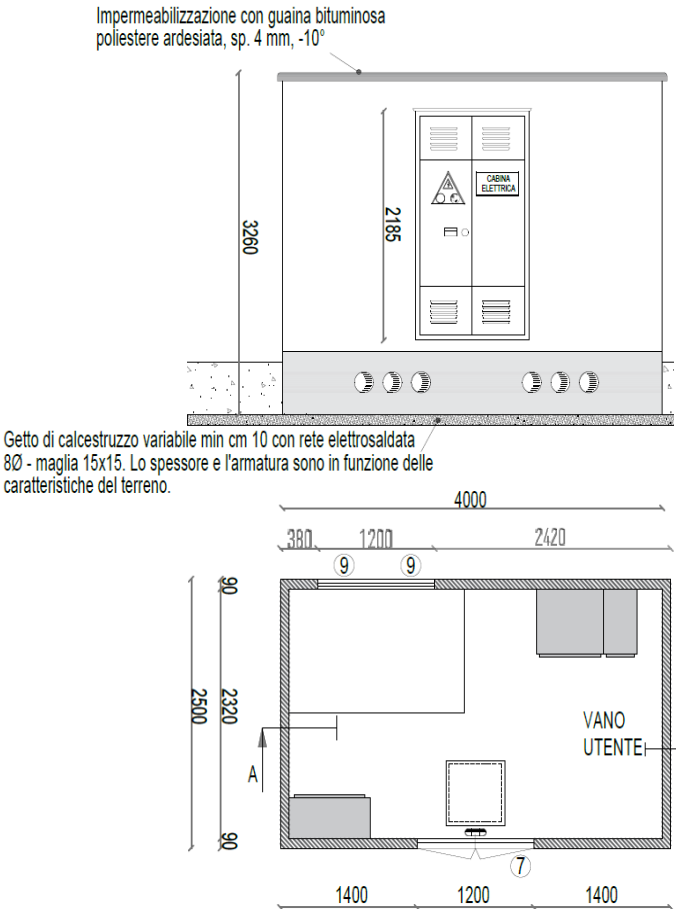 Impermeabilizzazione con guaina bituminosa
poliestere ardesiata, sp. 4 mm, -10°
CABINA
ELETTRICA
3260
2185
Getto di calcestruzzo variabile min cm 10 con rete elettrosaldata
8Ø - maglia 15x15. Lo spessore e l'armatura sono in funzione delle
caratteristiche del terreno.
4000
380 1200 2420
9 9
90
2500
2320
VANO
UTENTE
A
90
7
1400 1200 1400